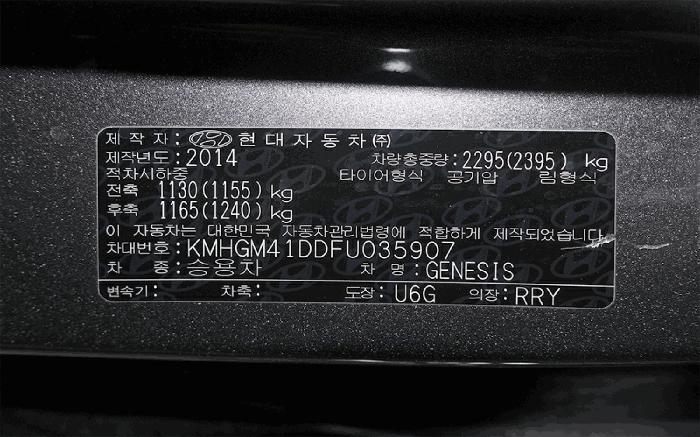 제작자: 현대자동차㈜
제작년도: 2014 차량총중량: 2295(2395) kg
적차시하중 타이어형식 공기압 림형식
전축 1130(1155) kg
후축 1165(1240) kg
이 자동차는 대한민국 자동차관리법령에 적합하게 제작되었습니다.
차대번호: KMHGM41DDFU035907
차 종: 승용차 차 명: GENESIS
변속기: 차축: 도장: U6G 의장: RRY